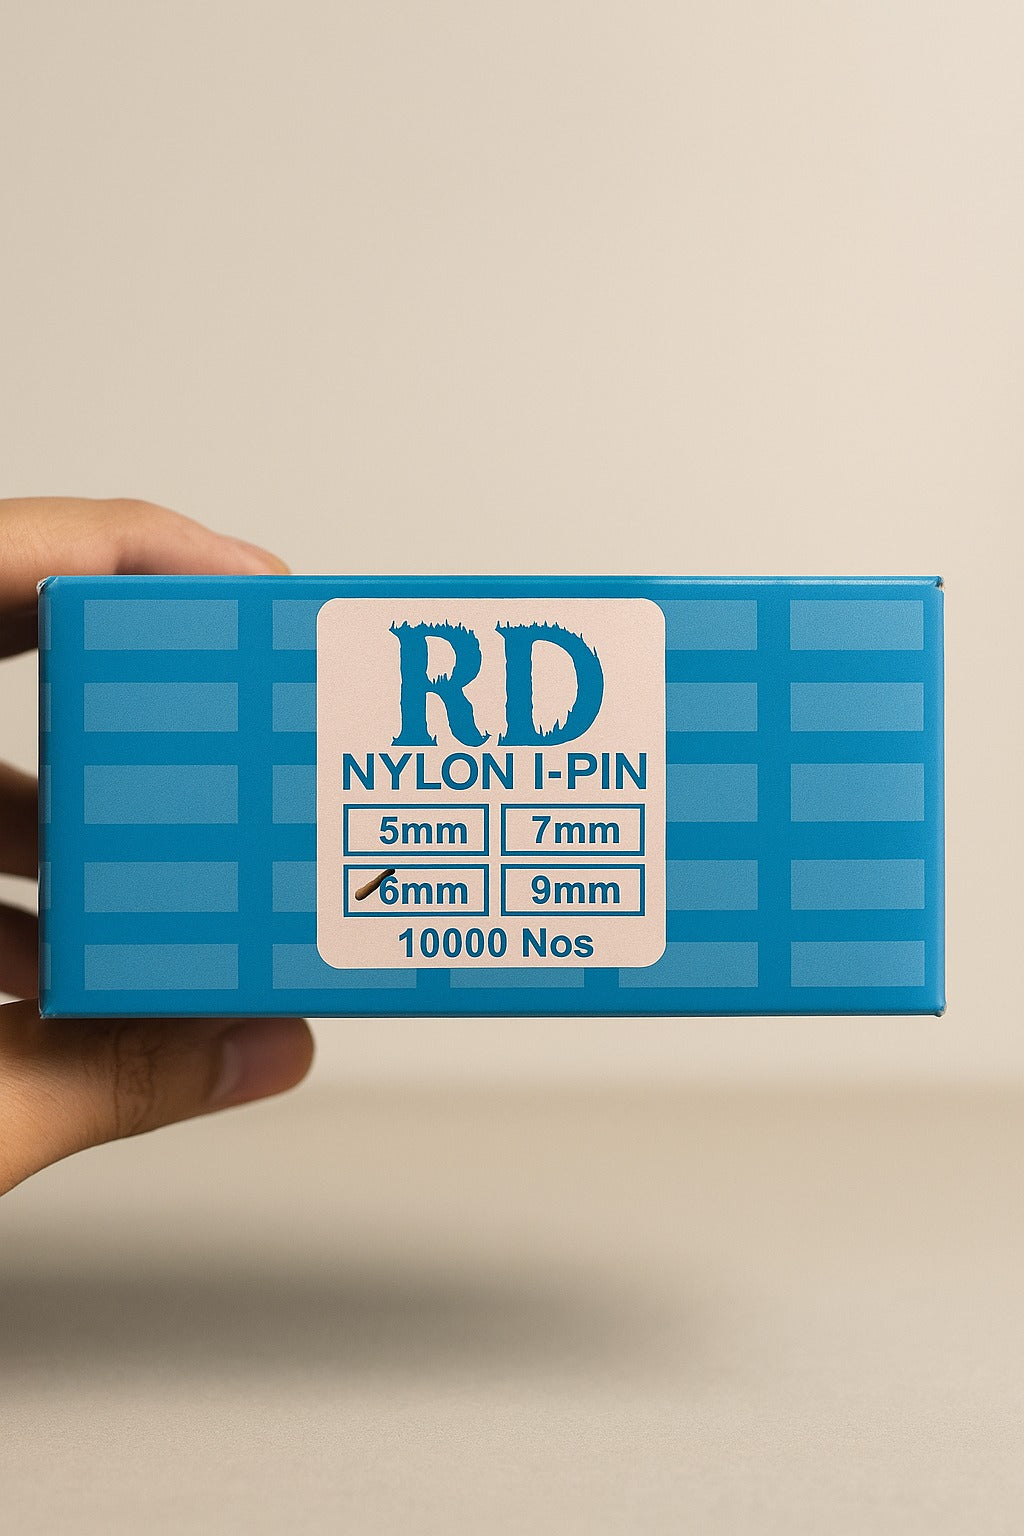 RD
NYLON I-PIN
5mm 7mm
6mm 9mm
10000 Nos